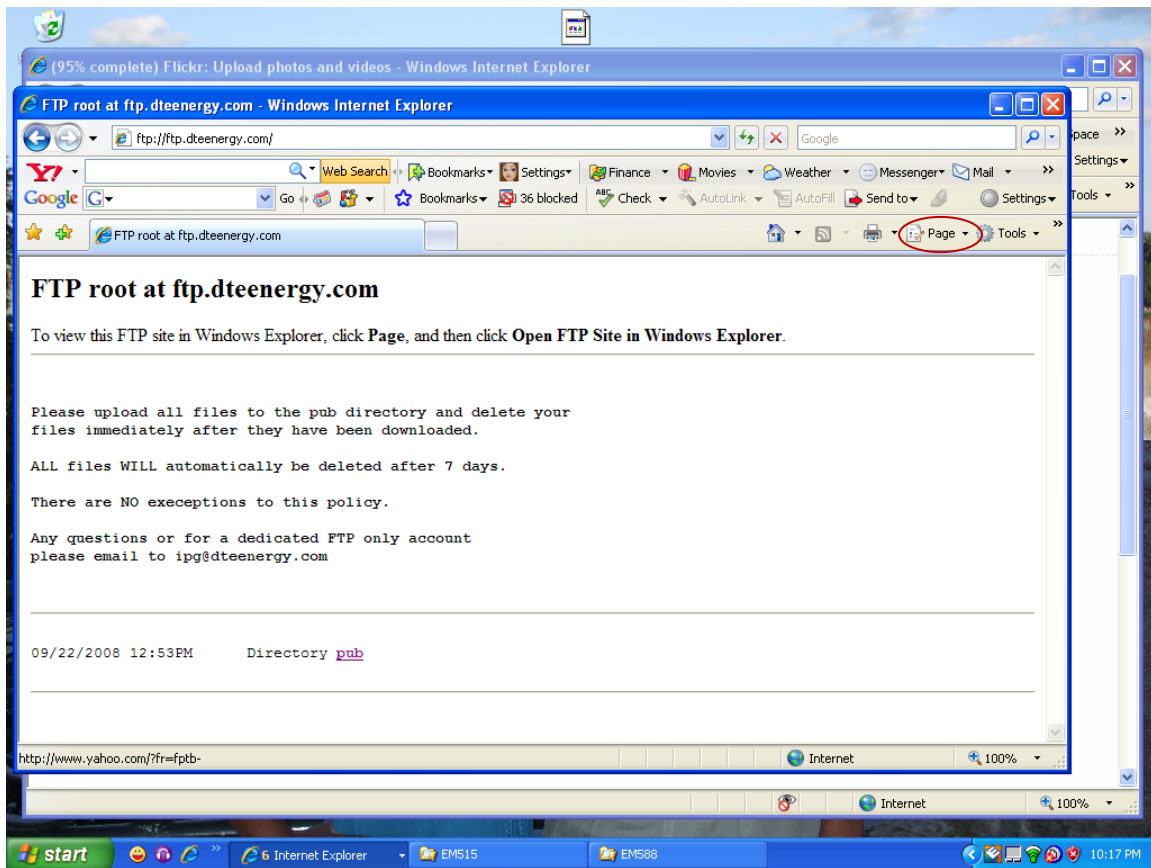 (95% complete) Flickr: Upload photos and videos - Windows Internet Explorer
FTP root at ftp.dteenergy.com - Windows Internet Explorer
ftp://ftp.dteenergy.com/
Google
pace
Y! Web Search Bookmarks Settings Finance Movies Weather Messenger Mail
Settings
Google G Go Bookmarks 36 blocked ABC Check AutoLink AutoFill Send to Settings
Tools
FTP root at ftp.dteenergy.com
Page Tools
FTP root at ftp.dteenergy.com
To view this FTP site in Windows Explorer, click Page, and then click Open FTP Site in Windows Explorer.
Please upload all files to the pub directory and delete your
files immediately after they have been downloaded.
ALL files WILL automatically be deleted after 7 days.
There are NO execeptions to this policy.
Any questions or for a dedicated FTP only account
please email to ipg@dteenergy.com
09/22/2008 12:53PM Directory pub
http://www.yahoo.com/?fr=fptb-
Internet 100%
Internet 100%
start 6 Internet Explorer EM515 EM588 10:17 PM